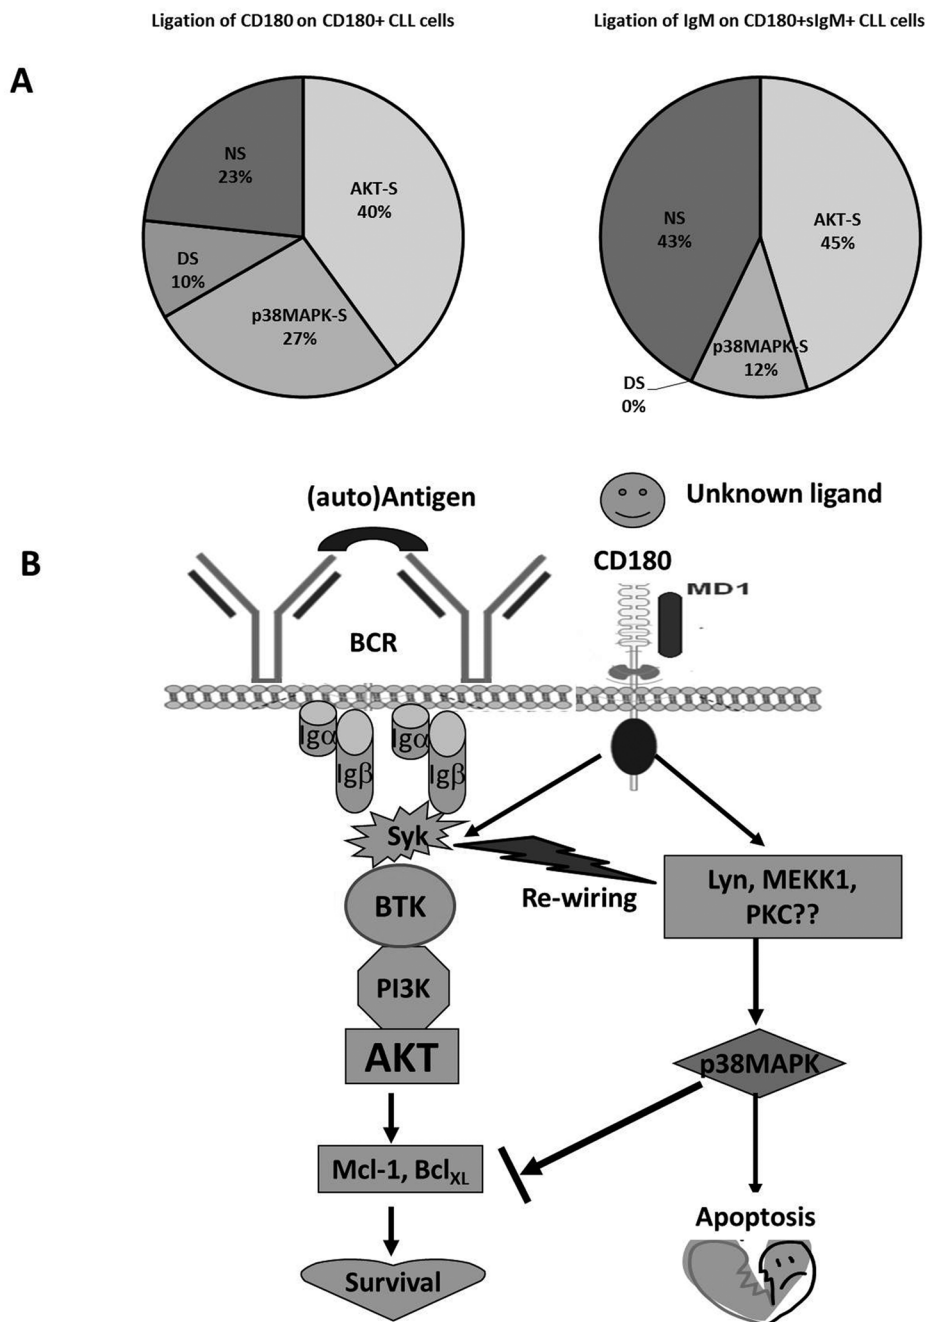 Ligation of CD180 on CD180+ CLL cells
Ligation of IgM on CD180+sIgM+ CLL cells
A
NS
23%
AKT-S
40%
DS
10%
p38MAPK-S
27%
NS
43%
AKT-S
45%
p38MAPK-S
12%
DS
0%
B
(auto)Antigen
Unknown ligand
CD180
MD1
BCR
Igα
Igβ
Igα
Igβ
Syk
Re-wiring
Lyn, MEKK1,
PKC??
BTK
PI3K
AKT
p38MAPK
Mcl-1, BclXL
Apoptosis
Survival